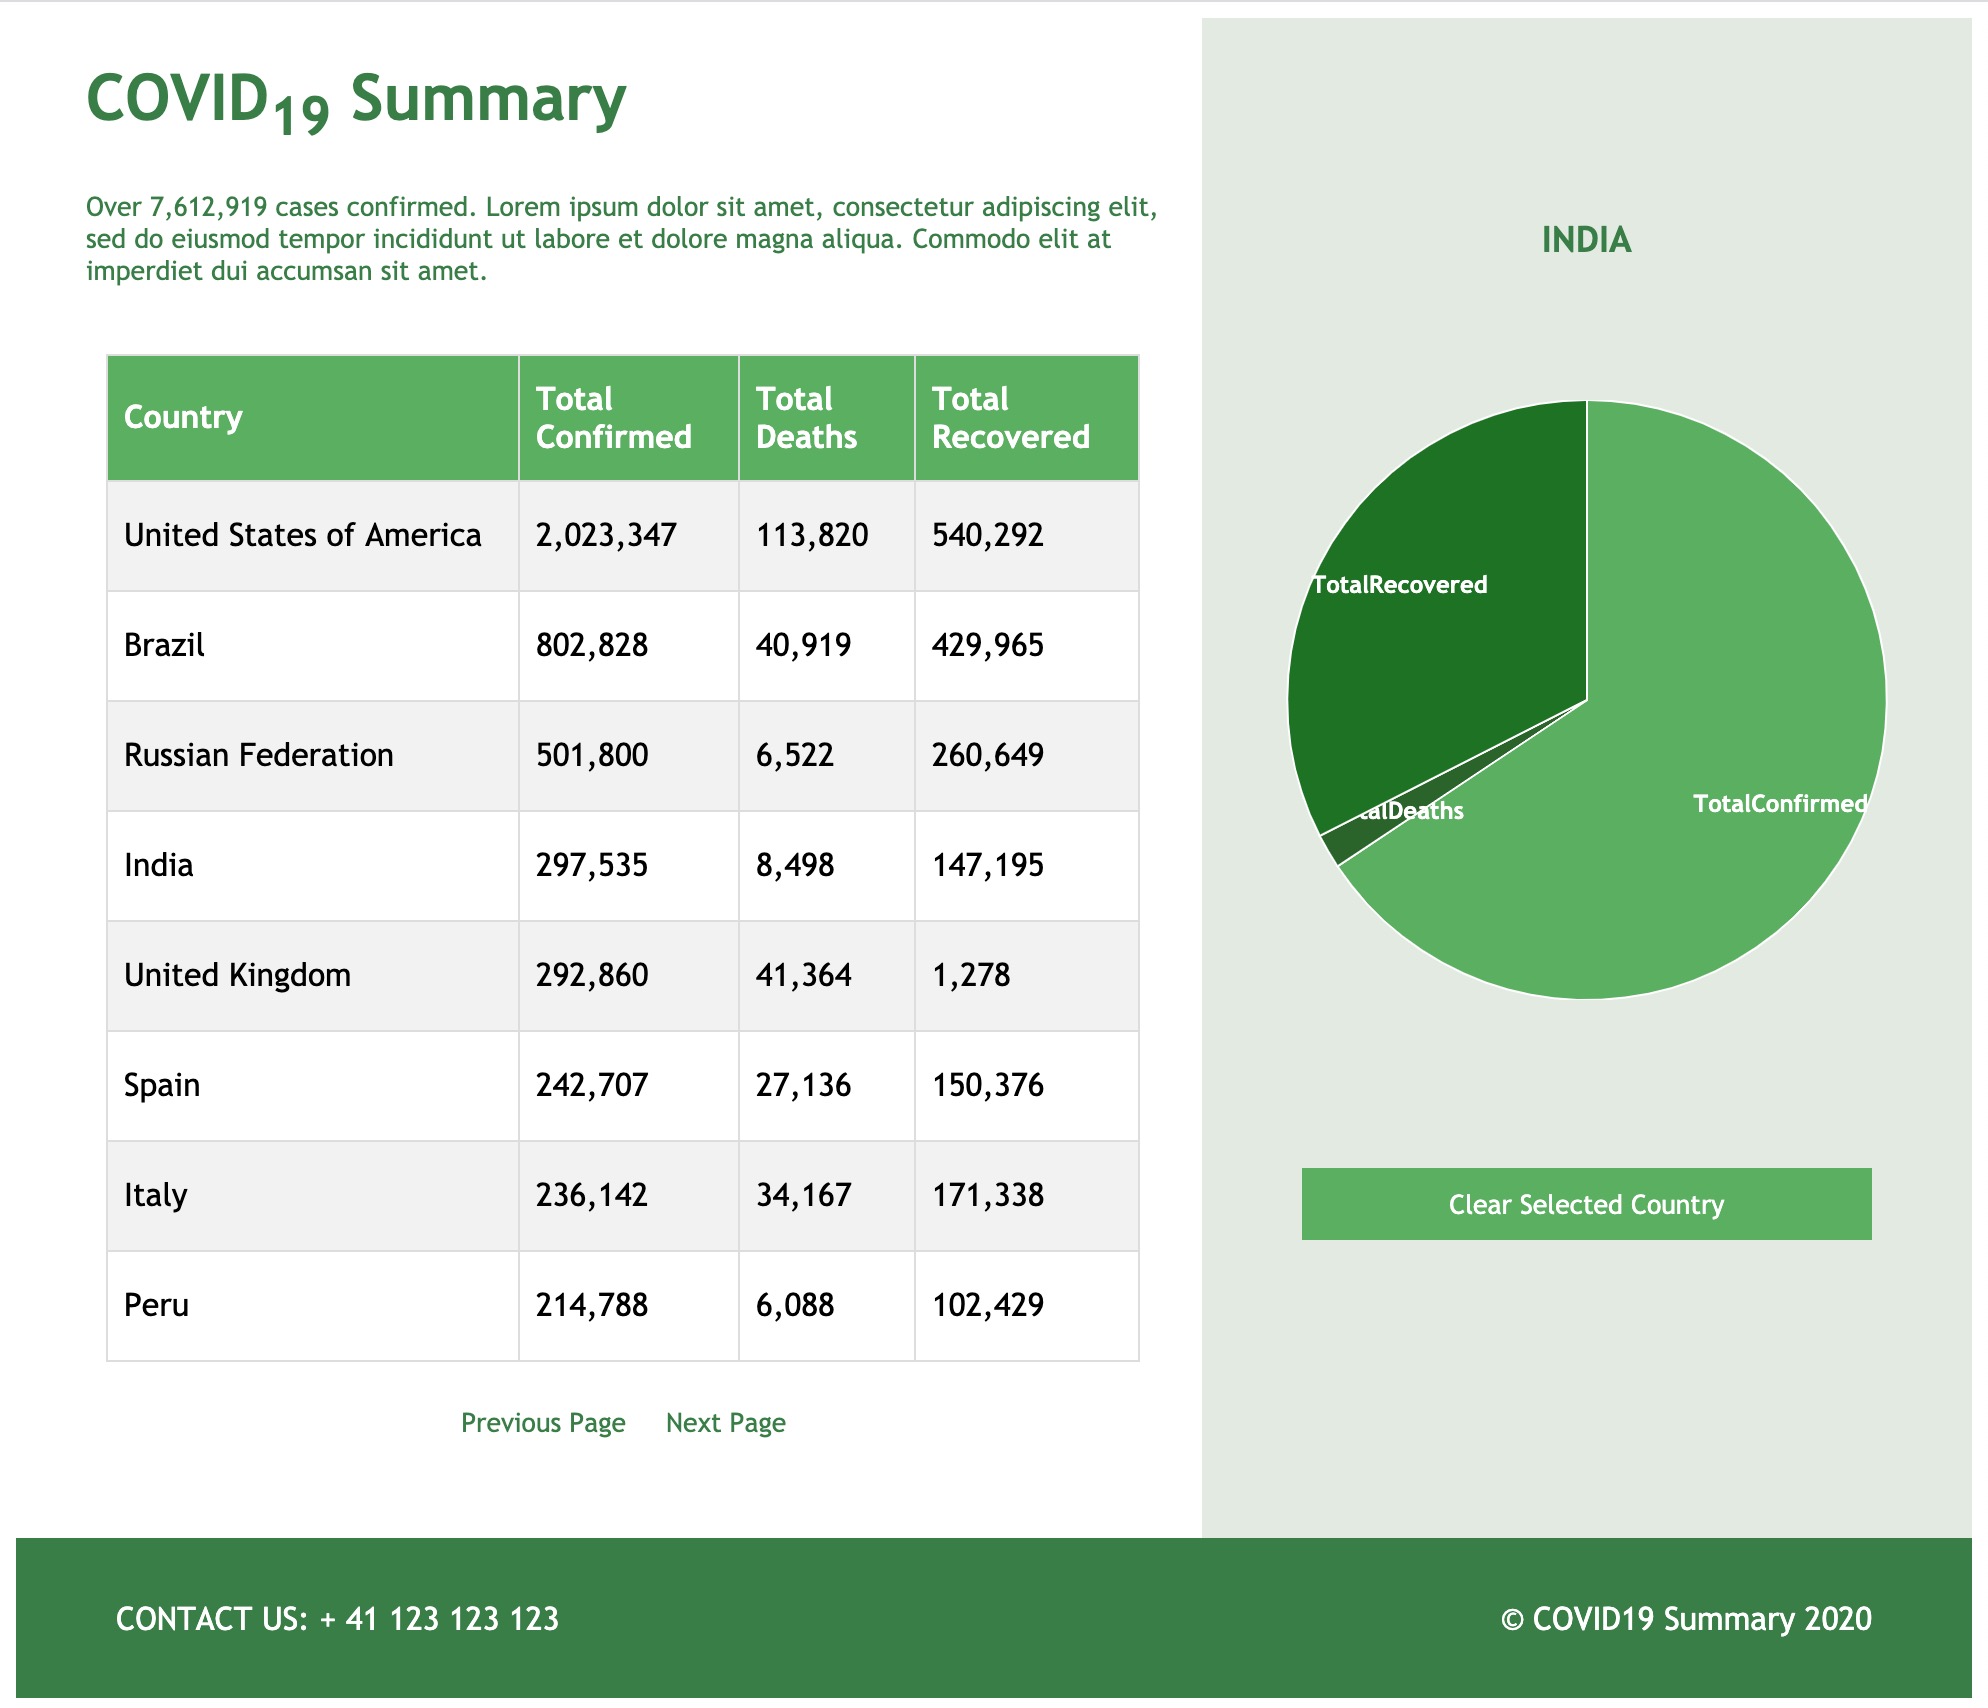 COVID19 Summary
Over 7,612,919 cases confirmed. Lorem ipsum dolor sit amet, consectetur adipiscing elit,
sed do eiusmod tempor incididunt ut labore et dolore magna aliqua. Commodo elit at
imperdiet dui accumsan sit amet.
Country Total Confirmed Total Deaths Total Recovered
United States of America 2,023,347 113,820 540,292
Brazil 802,828 40,919 429,965
Russian Federation 501,800 6,522 260,649
India 297,535 8,498 147,195
United Kingdom 292,860 41,364 1,278
Spain 242,707 27,136 150,376
Italy 236,142 34,167 171,338
Peru 214,788 6,088 102,429
Previous Page Next Page
INDIA
TotalRecovered
TotalConfirmed
alDeaths
Clear Selected Country
CONTACT US: + 41 123 123 123
© COVID19 Summary 2020